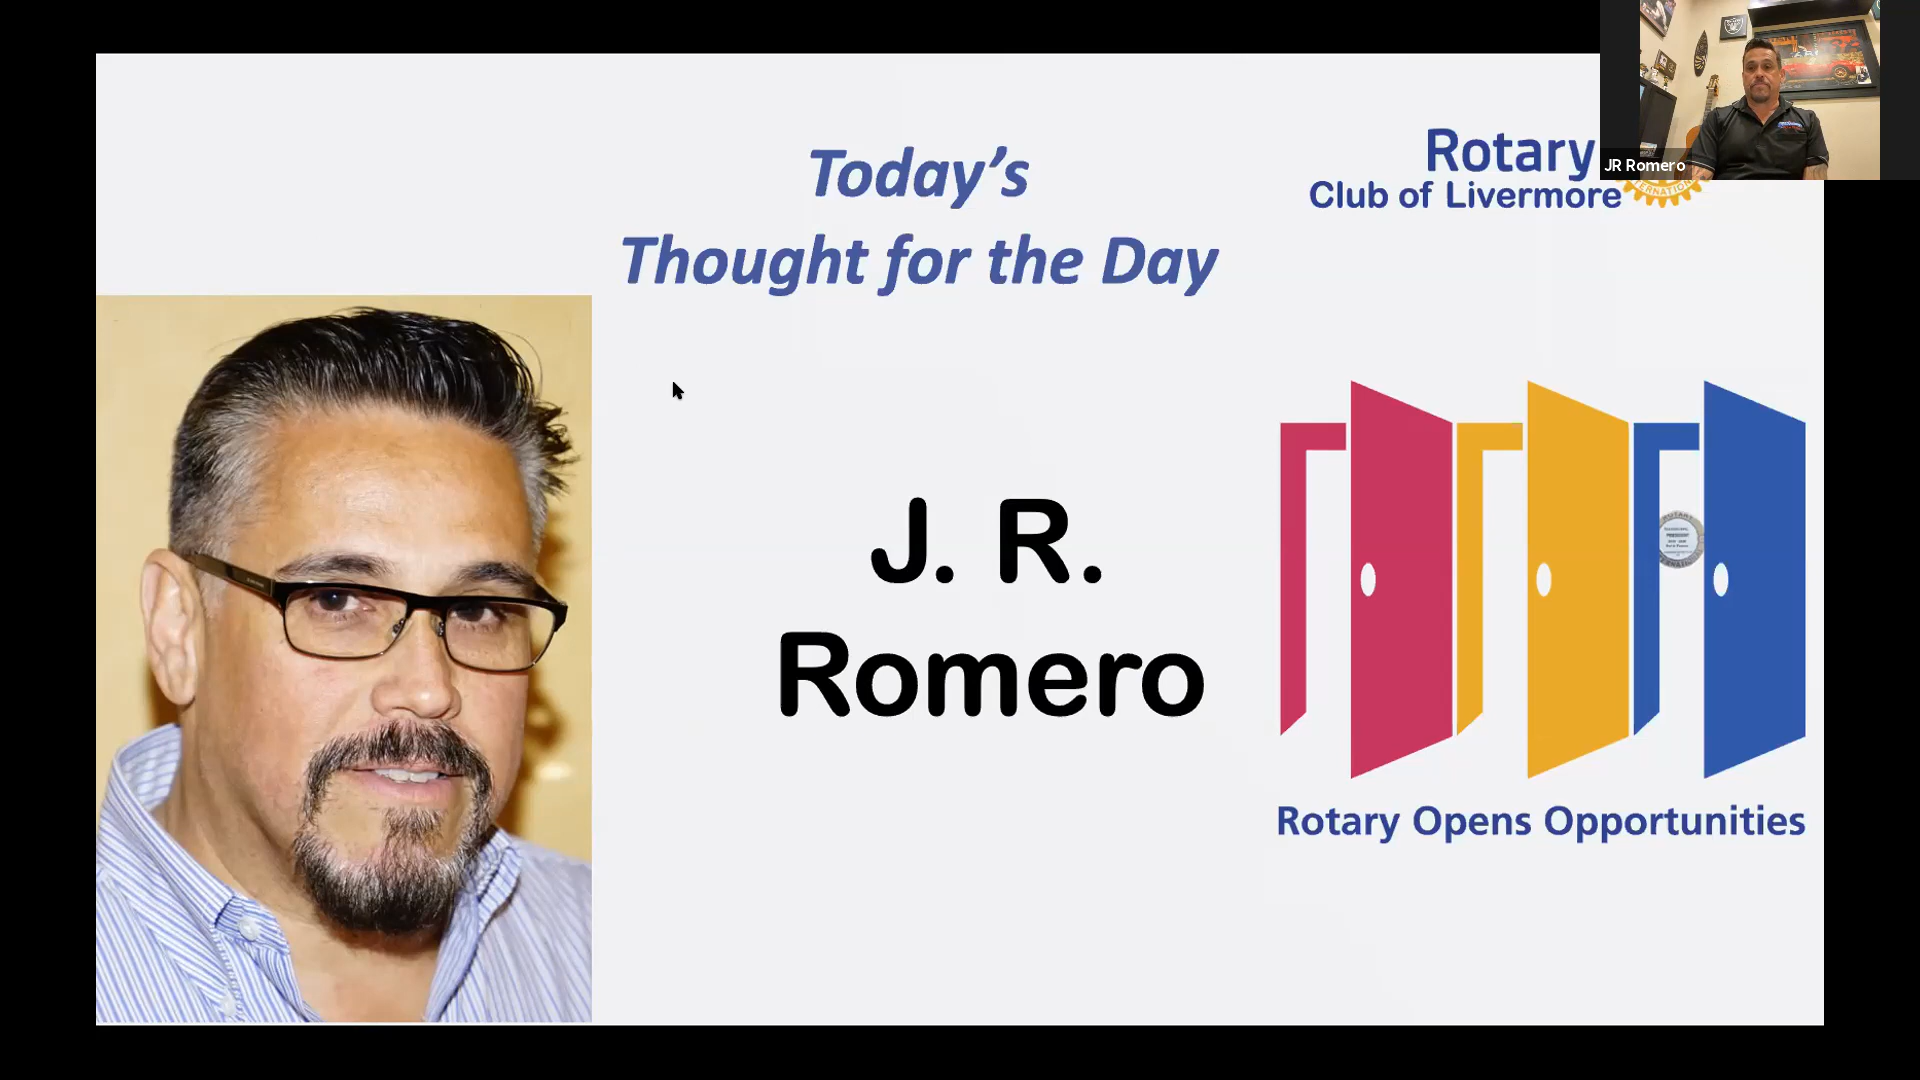 Today’s
Thought for the Day
Rotary
Club of Livermore
JR Romero
J. R.
Romero
Rotary Opens Opportunities